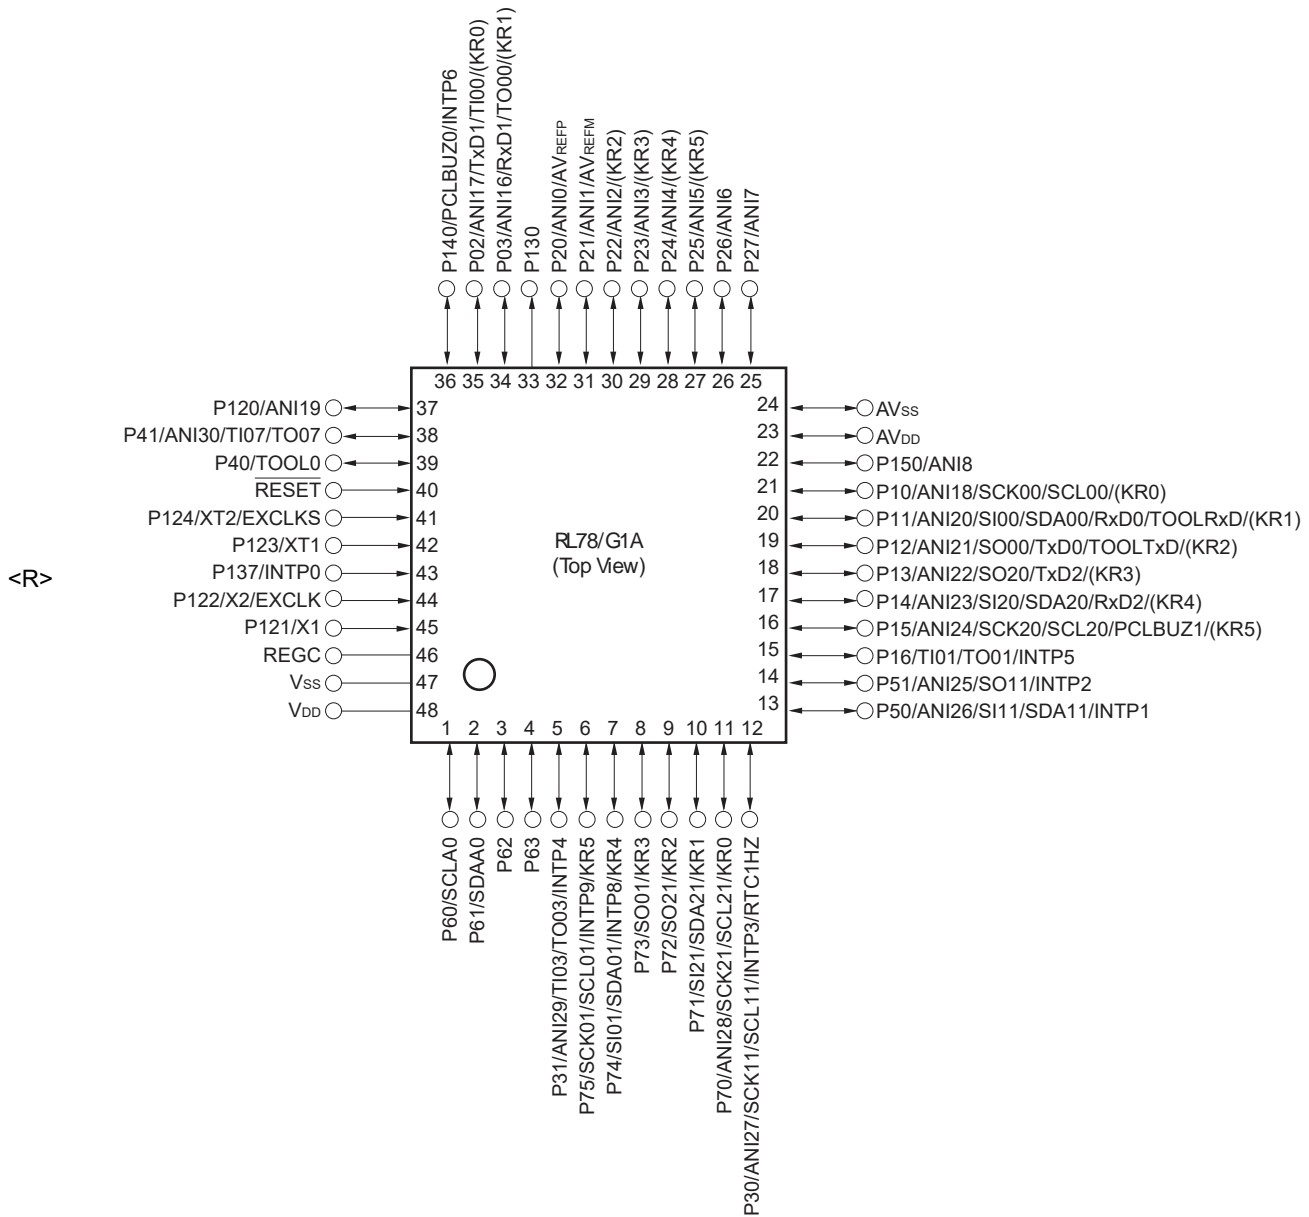 P140/PCLBUZ0/INTP6
P02/ANI17/TxD1/TI00/(KR0)
P03/ANI16/RxD1/TO00/(KR1)
P130
P20/ANI0/AVREFP
P21/ANI1/AVREFM
P22/ANI2/(KR2)
P23/ANI3/(KR3)
P24/ANI4/(KR4)
P25/ANI5/(KR5)
P26/ANI6
P27/ANI7
36 35 34 33 32 31 30 29 28 27 26 25
P120/ANI19 37
P41/ANI30/TI07/TO07 38
P40/TOOL0 39
RESET 40
P124/XT2/EXCLKS 41
P123/XT1 42
P137/INTP0 43
P122/X2/EXCLK 44
P121/X1 45
REGC 46
VSS 47
VDD 48
<R>
RL78/G1A
(Top View)
24 AVSS
23 AVDD
22 P150/ANI8
21 P10/ANI18/SCK00/SCL00/(KR0)
20 P11/ANI20/SI00/SDA00/RxD0/TOOLRxD/(KR1)
19 P12/ANI21/SO00/TxD0/TOOLTxD/(KR2)
18 P13/ANI22/SO20/TxD2/(KR3)
17 P14/ANI23/SI20/SDA20/RxD2/(KR4)
16 P15/ANI24/SCK20/SCL20/PCLBUZ1/(KR5)
15 P16/TI01/TO01/INTP5
14 P51/ANI25/SO11/INTP2
13 P50/ANI26/SI11/SDA11/INTP1
1 2 3 4 5 6 7 8 9 10 11 12
P60/SCLA0
P61/SDAA0
P62
P63
P31/ANI29/TI03/TO03/INTP4
P75/SCK01/SCL01/INTP9/KR5
P74/SI01/SDA01/INTP8/KR4
P73/SO01/KR3
P72/SO21/KR2
P71/SI21/SDA21/KR1
P70/ANI28/SCK21/SCL21/KR0
P30/ANI27/SCK11/SCL11/INTP3/RTC1HZ